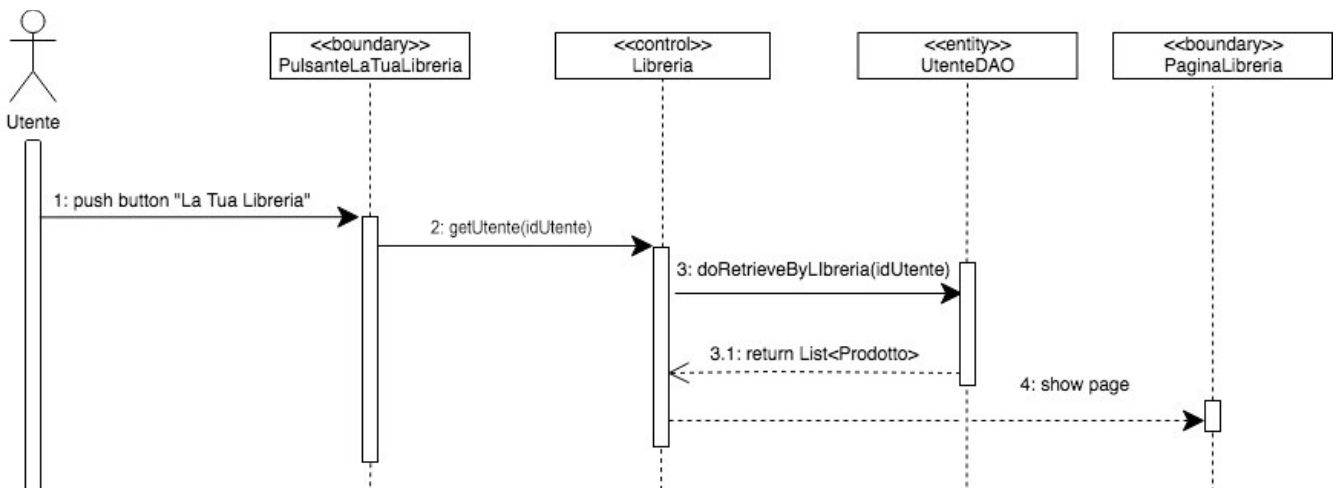 <<boundary>>
PulsanteLaTuaLibreria
<<control>>
Libreria
<<entity>>
UtenteDAO
<<boundary>>
PaginaLibreria
Utente
1: push button "La Tua Libreria"
2: getUtente(idUtente)
3: doRetrieveByLIbreria(idUtente)
3.1: return List<Prodotto>
4: show page